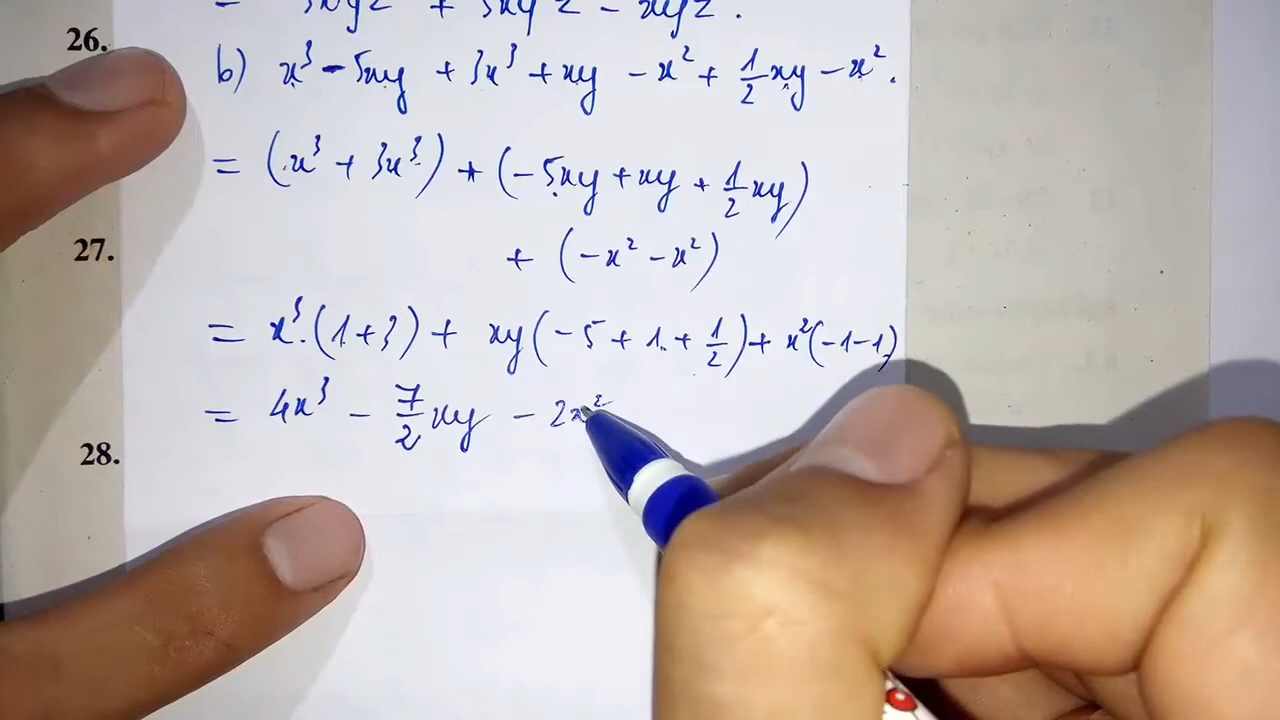 26.
b) x³ - 5xy + 3x³ + xy - x² + 1/2 xy - x².
= (x³ + 3x³) + (-5xy + xy + 1/2 xy)
+ (-x² - x²)
27.
= x³.(1+3) + xy(-5 + 1 + 1/2) + x²(-1-1)
= 4x³ - 7/2 xy - 2x²
28.